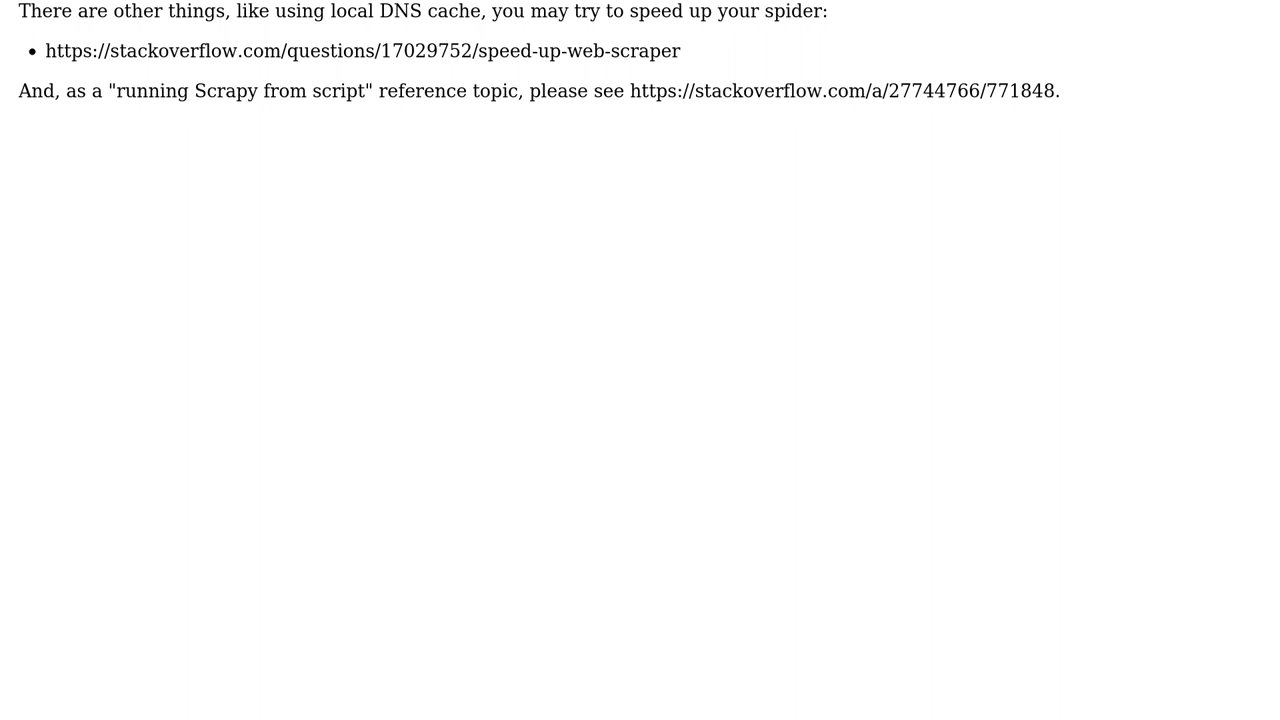 There are other things, like using local DNS cache, you may try to speed up your spider:
• https://stackoverflow.com/questions/17029752/speed-up-web-scraper
And, as a "running Scrapy from script" reference topic, please see https://stackoverflow.com/a/27744766/771848.